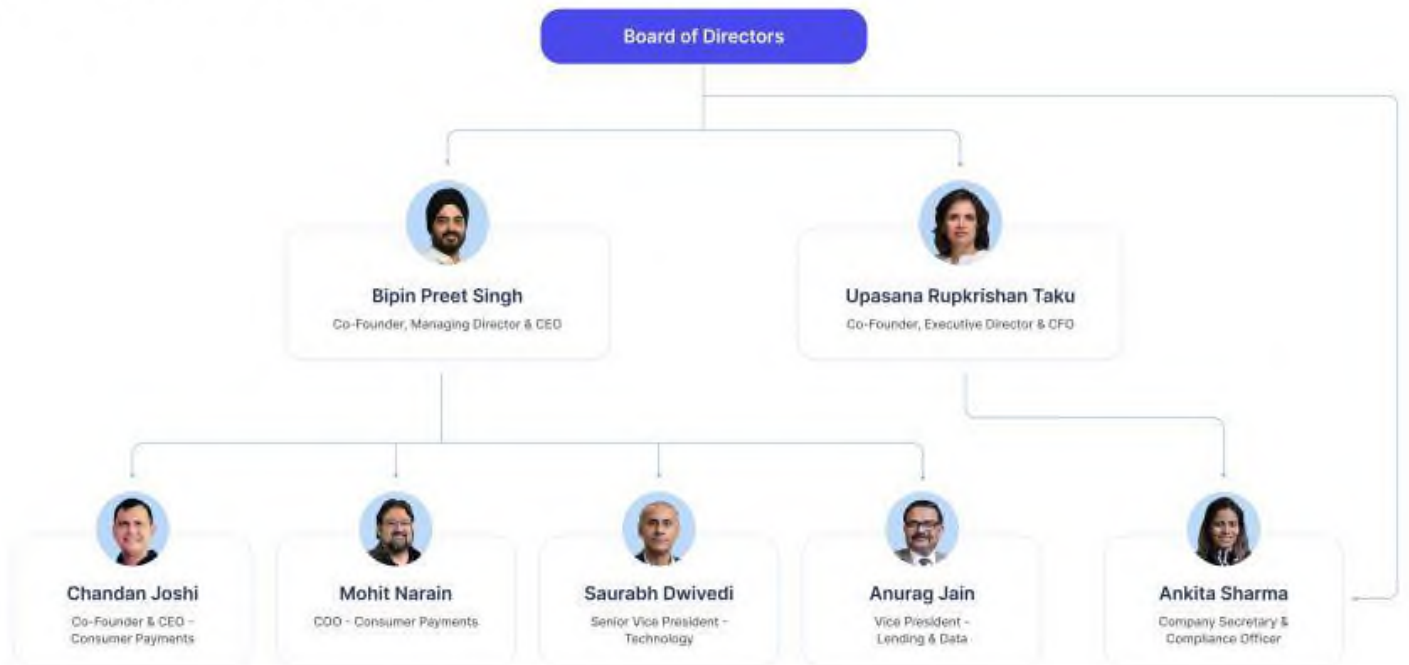 Board of Directors
Bipin Preet Singh
Co-Founder, Managing Director & CEO
Upasana Rupkrishan Taku
Co-Founder, Executive Director & CFO
Chandan Joshi
Co-Founder & CEO -
Consumer Payments
Mohit Narain
COO - Consumer Payments
Saurabh Dwivedi
Senior Vice President -
Technology
Anurag Jain
Vice President -
Lending & Data
Ankita Sharma
Company Secretary &
Compliance Officer